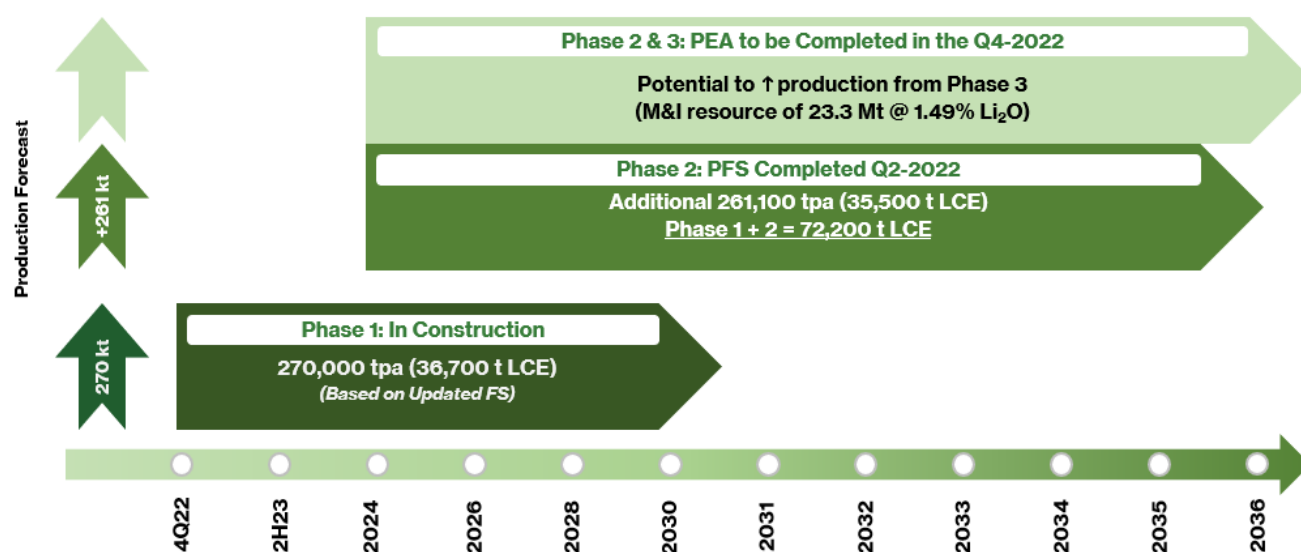 Production Forecast
Phase 2 & 3: PEA to be Completed in the Q4-2022
Potential to ↑ production from Phase 3
(M&I resource of 23.3 Mt @ 1.49% Li₂O)
+261 kt
Phase 2: PFS Completed Q2-2022
Additional 261,100 tpa (35,500 t LCE)
Phase 1 + 2 = 72,200 t LCE
270 kt
Phase 1: In Construction
270,000 tpa (36,700 t LCE)
(Based on Updated FS)
4Q22
2H23
2024
2026
2028
2030
2031
2032
2033
2034
2035
2036